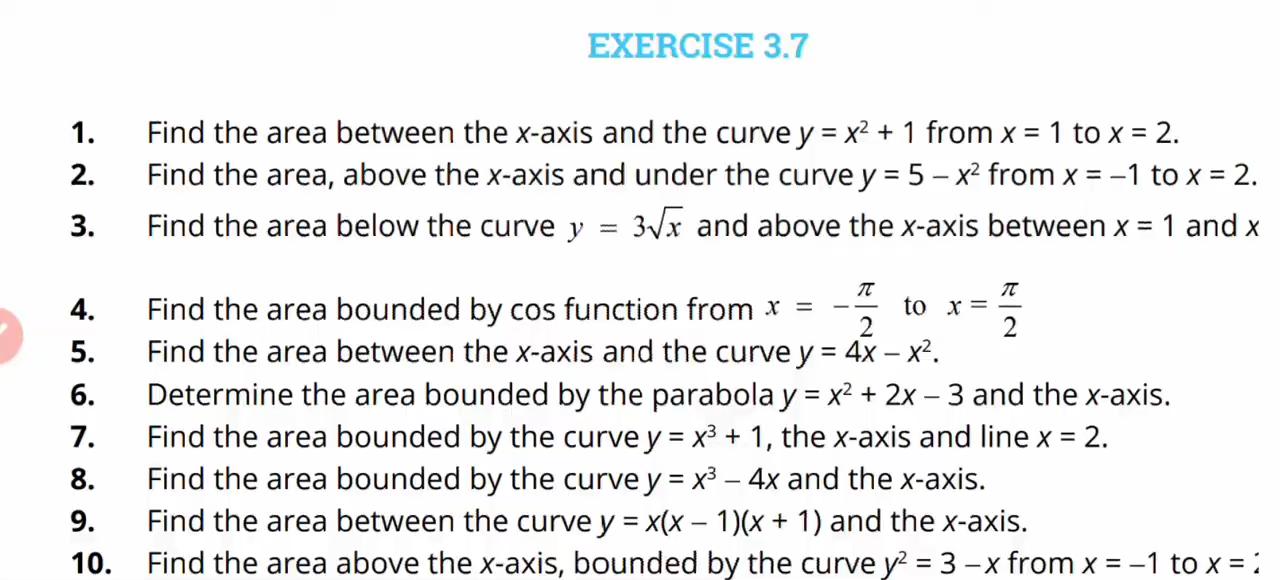 EXERCISE 3.7
1. Find the area between the x-axis and the curve y = x² + 1 from x = 1 to x = 2.
2. Find the area, above the x-axis and under the curve y = 5 – x² from x = –1 to x = 2.
3. Find the area below the curve y = 3√x and above the x-axis between x = 1 and x
4. Find the area bounded by cos function from x = –π/2 to x = π/2
5. Find the area between the x-axis and the curve y = 4x – x².
6. Determine the area bounded by the parabola y = x² + 2x – 3 and the x-axis.
7. Find the area bounded by the curve y = x³ + 1, the x-axis and line x = 2.
8. Find the area bounded by the curve y = x³ – 4x and the x-axis.
9. Find the area between the curve y = x(x – 1)(x + 1) and the x-axis.
10. Find the area above the x-axis, bounded by the curve y² = 3 – x from x = –1 to x =